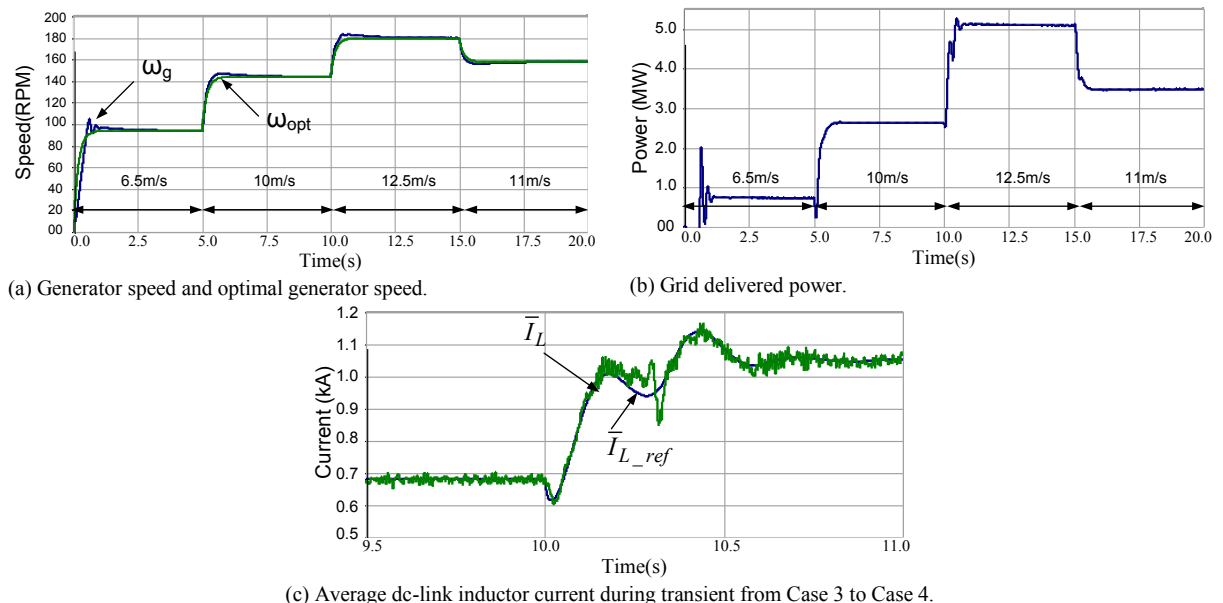 Speed(RPM)
200
180
160
140
120
100
80
60
40
20
00
ω_g
ω_opt
6.5m/s
10m/s
12.5m/s
11m/s
0.0
2.5
5.0
7.5
10.0
12.5
15.0
17.5
20.0
Time(s)
(a) Generator speed and optimal generator speed.
Power (MW)
5.0
4.0
3.0
2.0
1.0
00
6.5m/s
10m/s
12.5m/s
11m/s
0.0
2.5
5.0
7.5
10.0
12.5
15.0
17.5
20.0
Time(s)
(b) Grid delivered power.
Current (kA)
1.2
1.1
1.0
0.9
0.8
0.7
0.6
0.5
I̅_L
I̅_{L_ref}
9.5
10.0
10.5
11.0
Time(s)
(c) Average dc-link inductor current during transient from Case 3 to Case 4.